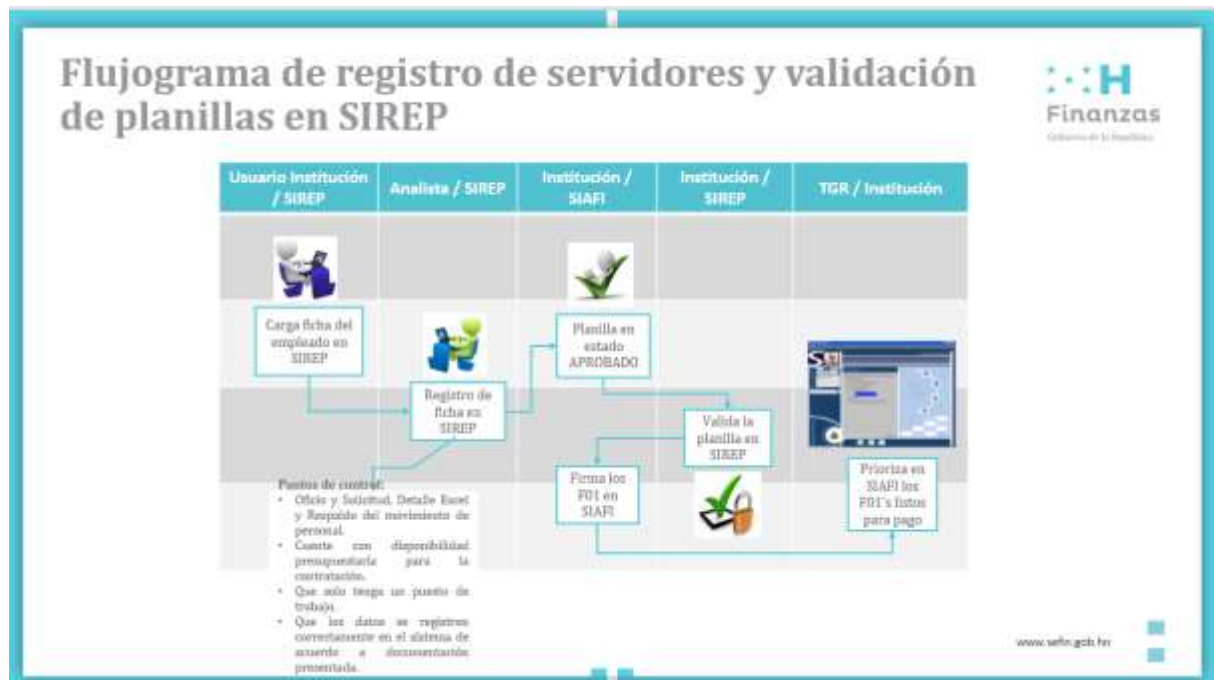 Flujograma de registro de servidores y validación
de planillas en SIREP
H
Finanzas
Gobierno de la República
Usuario Institución
/ SIREP
Analista / SIREP
Institución /
SIAFI
Institución /
SIREP
TGR / Institución
Carga ficha del
empleado en
SIREP
Registro de
ficha en
SIREP
Planilla en
estado
APROBADO
Valida la
planilla en
SIREP
Firma los
F01 en
SIAFI
Prioriza en
SIAFI los
F01's listos
para pago
Puntos de control:
• Oficio y Solicitud, Detalle Excel
y Respaldo del movimiento de
personal.
• Cuente con disponibilidad
presupuestaria para la
contratación.
• Que solo tenga un puesto de
trabajo.
• Que los datos se registren
correctamente en el sistema de
acuerdo a documentación
presentada.
www.sefin.gob.hn